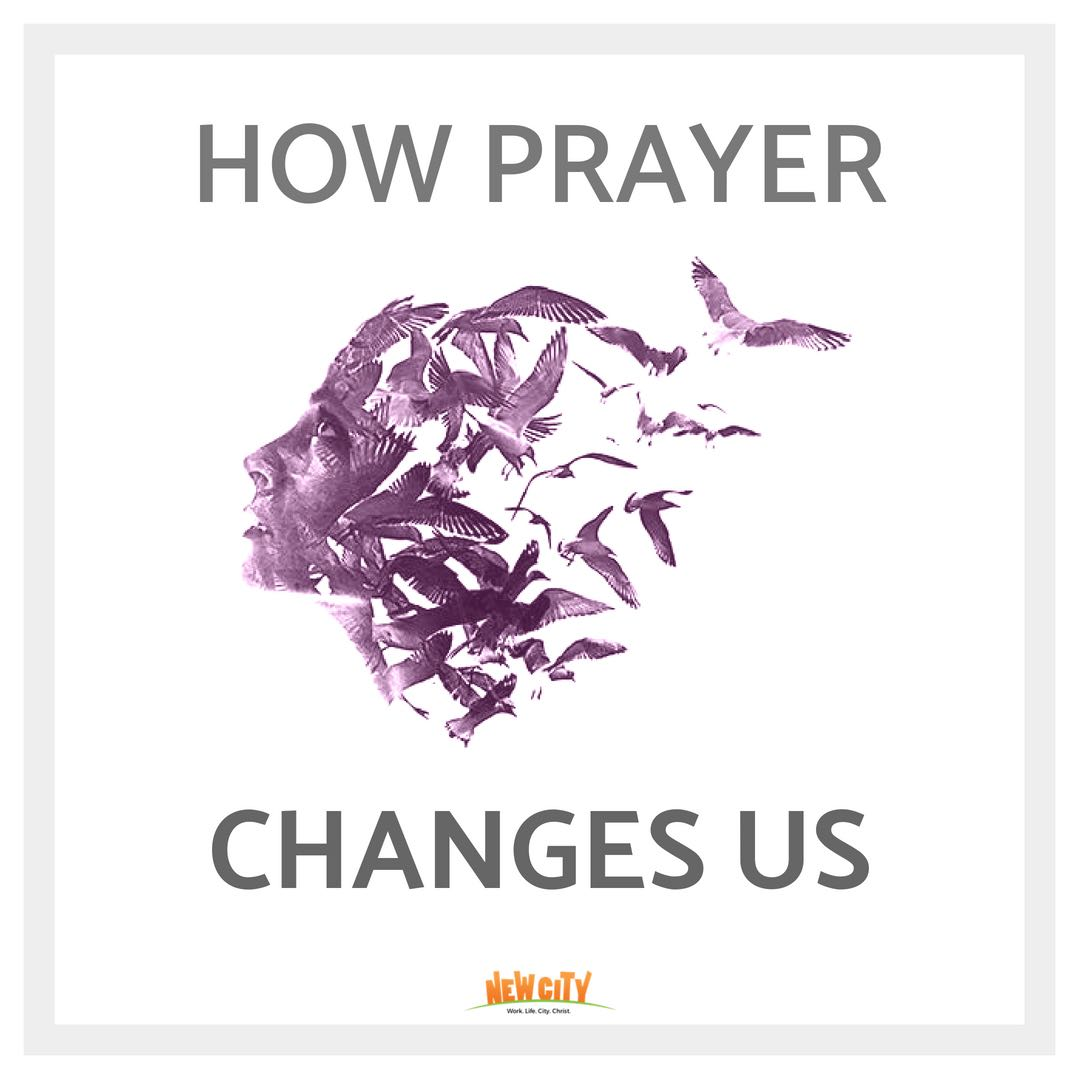 HOW PRAYER
CHANGES US
NEW CITY
Work. Life. City. Christ.